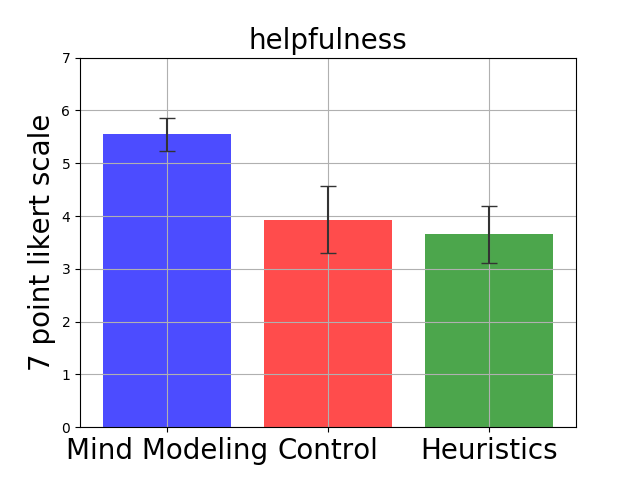 helpfulness
7 point likert scale
7
6
5
4
3
2
1
0
Mind Modeling Control Heuristics